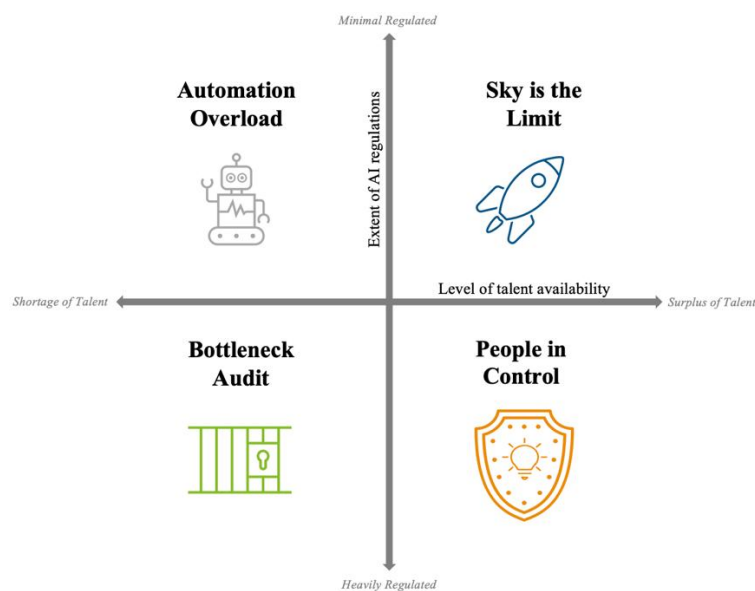 Minimal Regulated
Automation
Overload
Sky is the
Limit
Extent of AI regulations
Shortage of Talent
Level of talent availability
Surplus of Talent
Bottleneck
Audit
People in
Control
Heavily Regulated